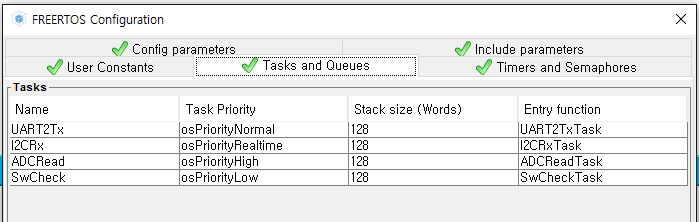 FREERTOS Configuration
Config parameters Include parameters
User Constants Tasks and Queues Timers and Semaphores
Tasks
Name Task Priority Stack size (Words) Entry function
UART2Tx osPriorityNormal 128 UART2TxTask
I2CRx osPriorityRealtime 128 I2CRxTask
ADCRead osPriorityHigh 128 ADCReadTask
SwCheck osPriorityLow 128 SwCheckTask